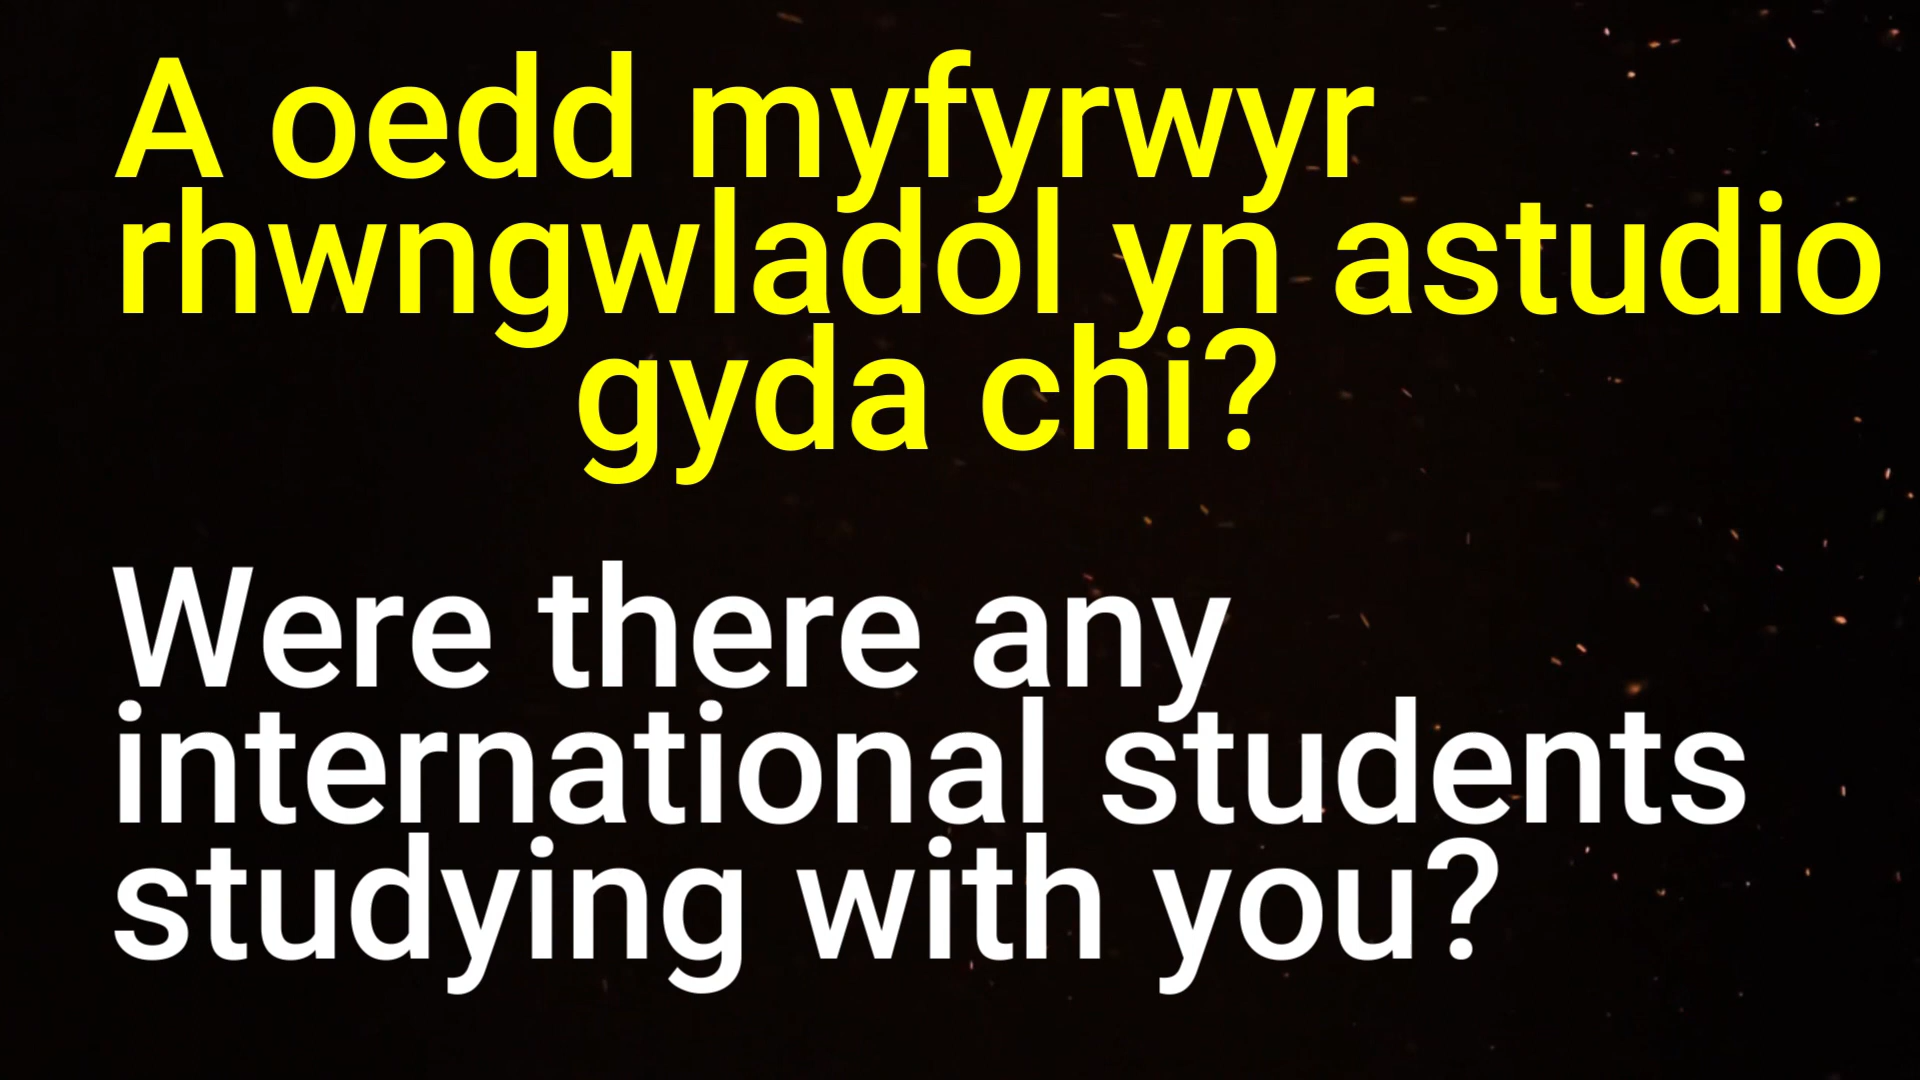 A oedd myfyrwyr
rhwngwladol yn astudio
gyda chi?
Were there any
international students
studying with you?